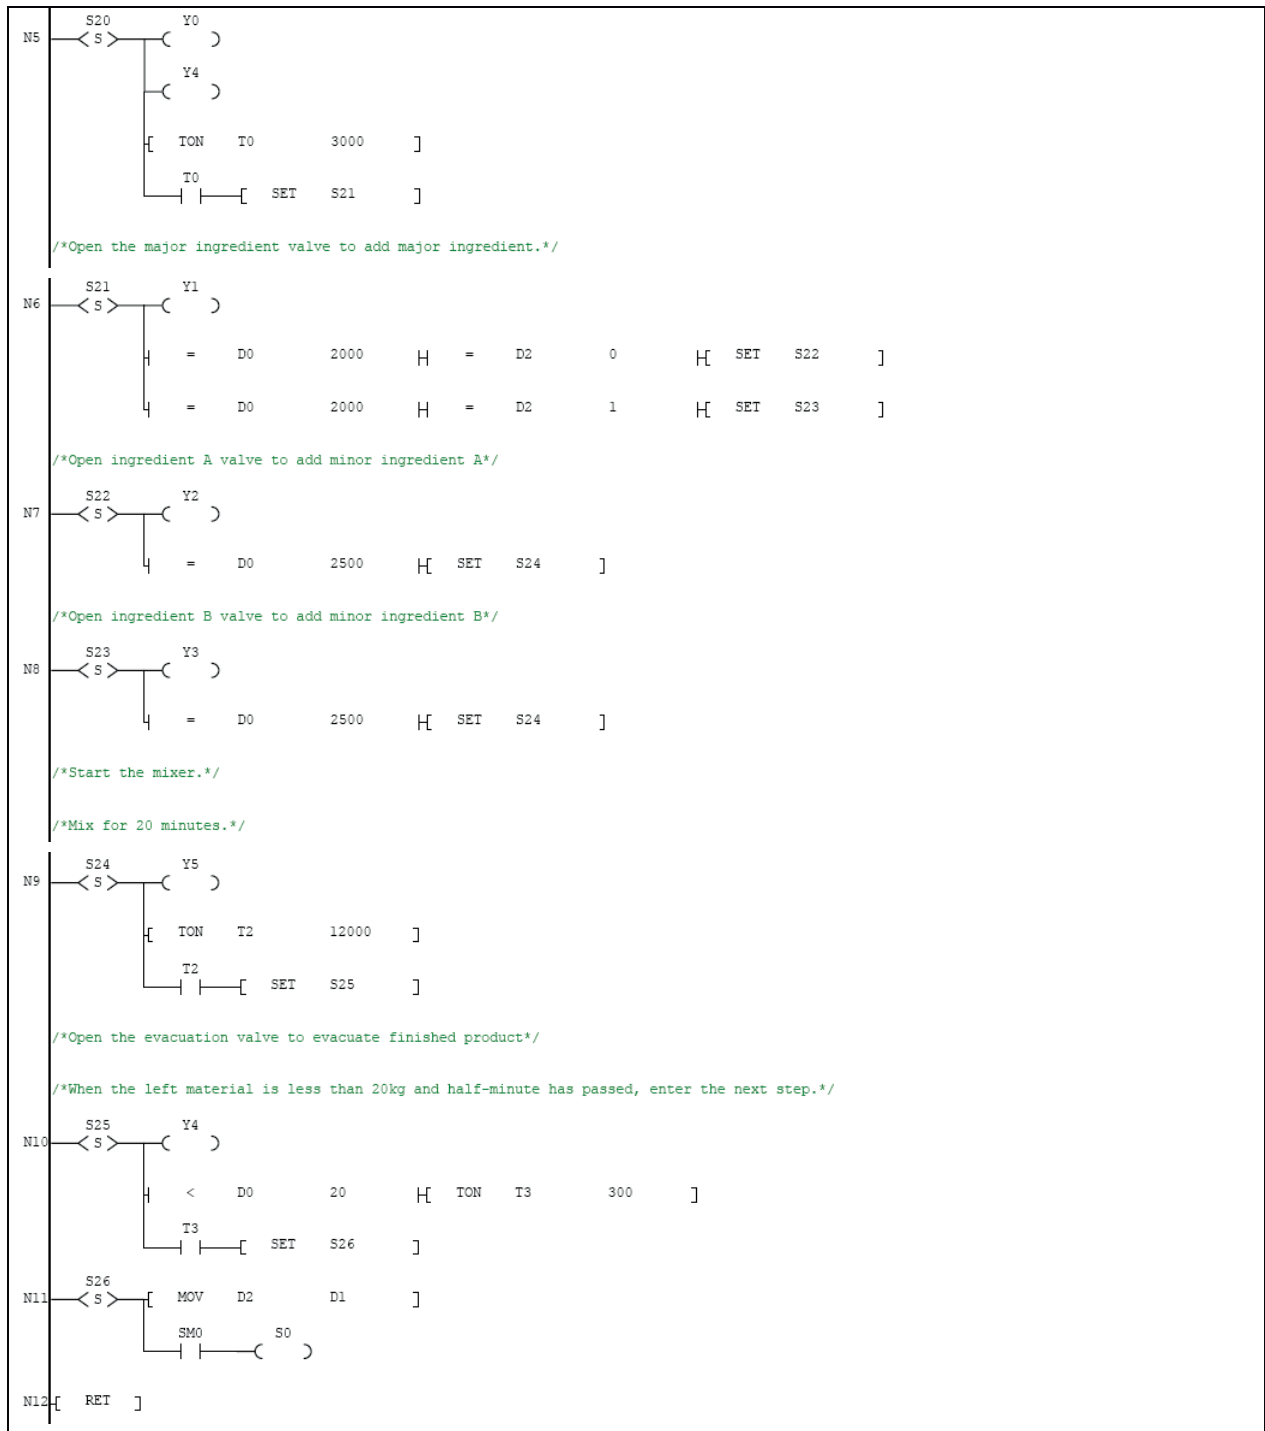 S20 Y0
N5 S
Y4
TON T0 3000
T0
SET S21
/*Open the major ingredient valve to add major ingredient.*/
S21 Y1
N6 S
= D0 2000 = D2 0 SET S22
= D0 2000 = D2 1 SET S23
/*Open ingredient A valve to add minor ingredient A*/
S22 Y2
N7 S
= D0 2500 SET S24
/*Open ingredient B valve to add minor ingredient B*/
S23 Y3
N8 S
= D0 2500 SET S24
/*Start the mixer.*/
/*Mix for 20 minutes.*/
S24 Y5
N9 S
TON T2 12000
T2
SET S25
/*Open the evacuation valve to evacuate finished product*/
/*When the left material is less than 20kg and half-minute has passed, enter the next step.*/
S25 Y4
N10 S
< D0 20 TON T3 300
T3
SET S26
S26
N11 S MOV D2 D1
SM0 S0
N12 RET